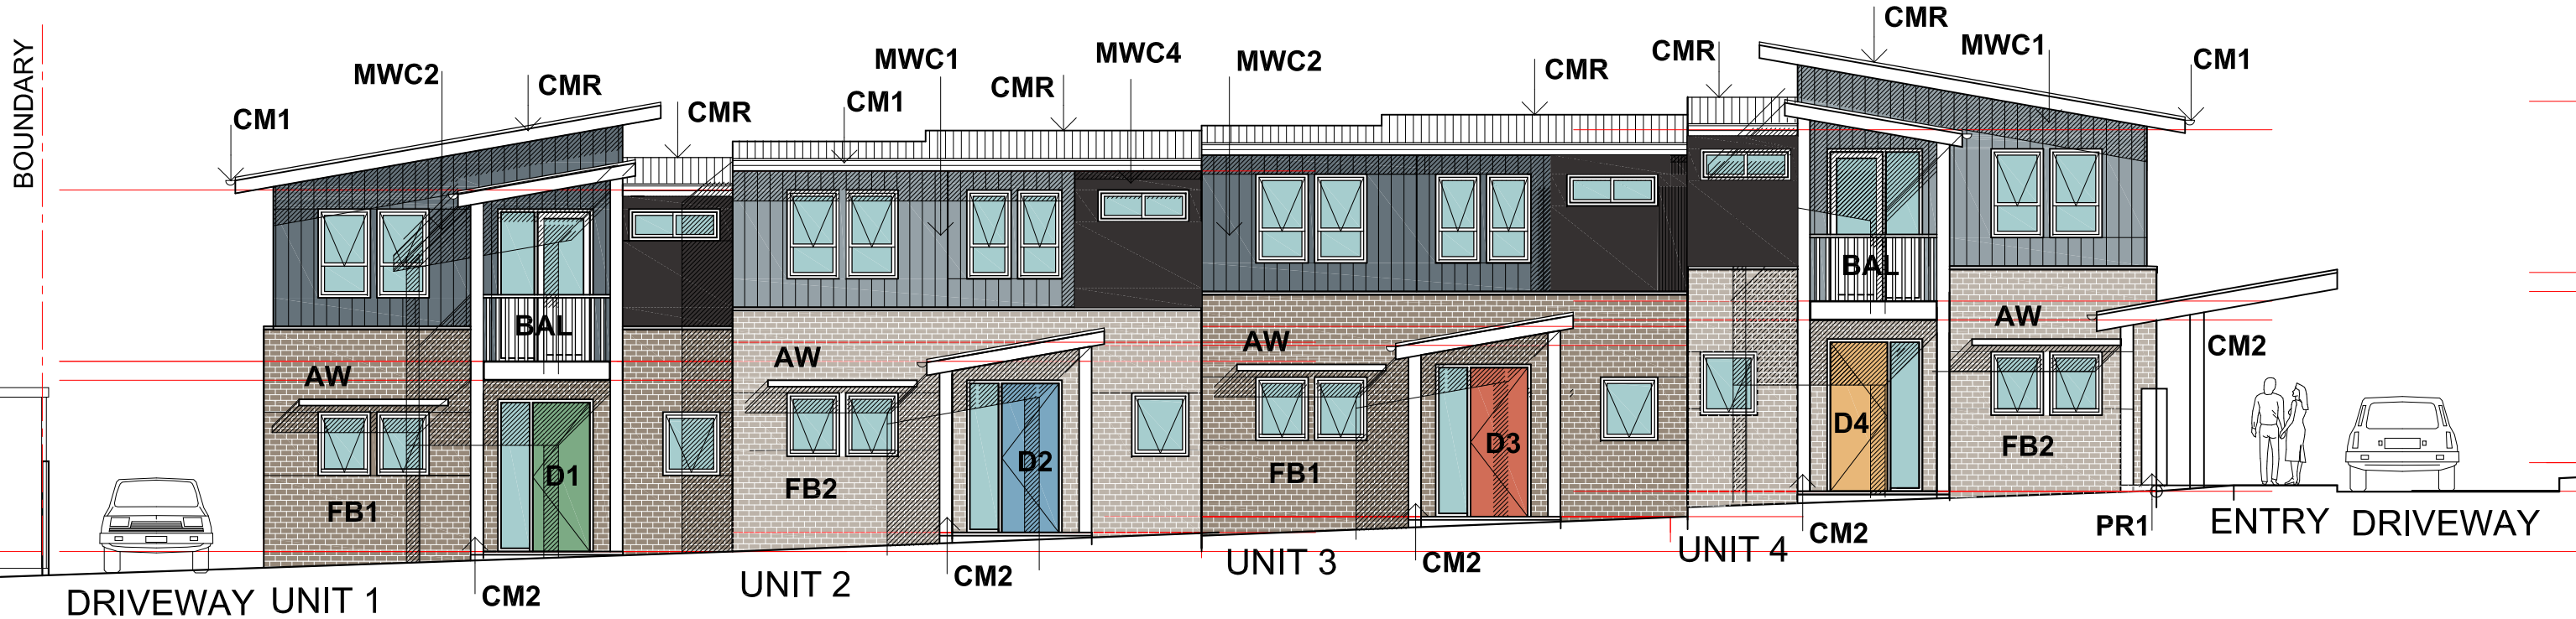 BOUNDARY
CM1
MWC2
CMR
CMR
MWC1
CM1
CMR
MWC4
MWC2
CMR
CMR
CMR
MWC1
CM1
BAL
BAL
AW
AW
AW
AW
CM2
FB1
D1
FB2
D2
FB1
D3
D4
FB2
CM2
CM2
CM2
CM2
PR1
DRIVEWAY
UNIT 1
UNIT 2
UNIT 3
UNIT 4
ENTRY
DRIVEWAY